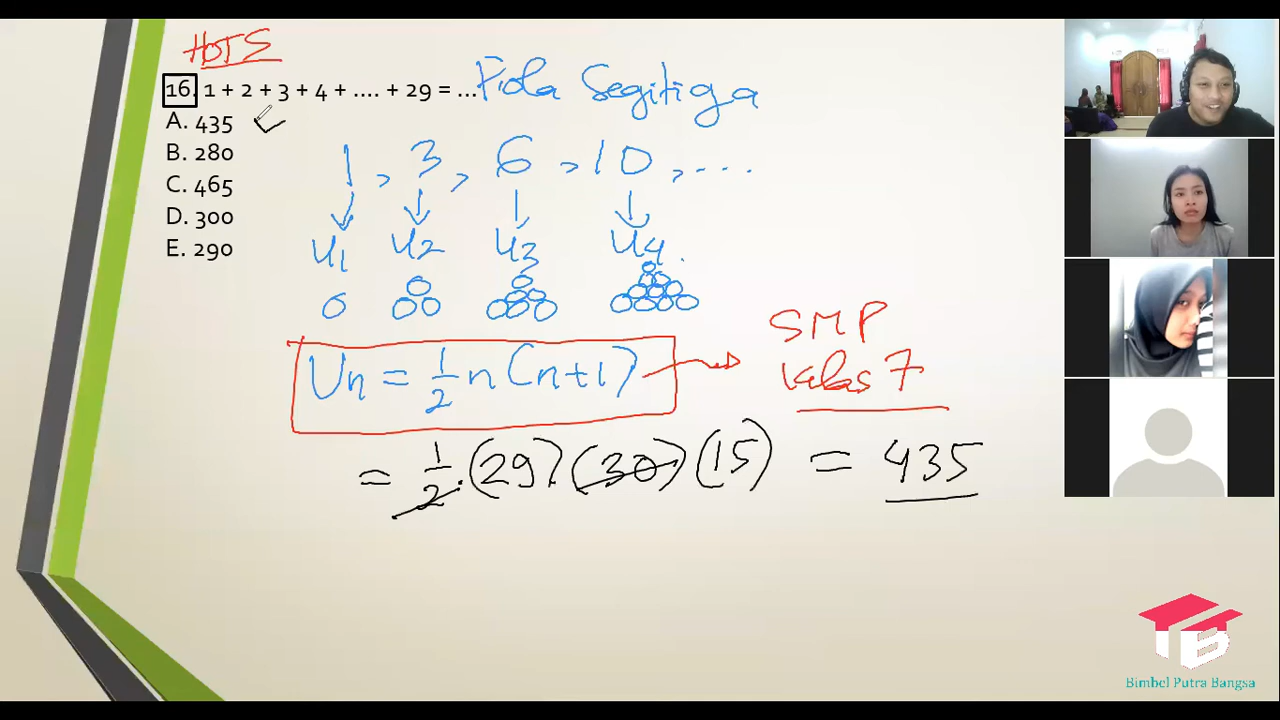 HOTS
16. 1 + 2 + 3 + 4 + .... + 29 = ...
Pola Segitiga
A. 435
B. 280
C. 465
D. 300
E. 290
1, 3, 6, 10, ...
U1 U2 U3 U4
Un = 1/2 n (n+1)
SMP
kelas 7
= 1/2 . (29) (30) (15) = 435
Bimbel Putra Bangsa